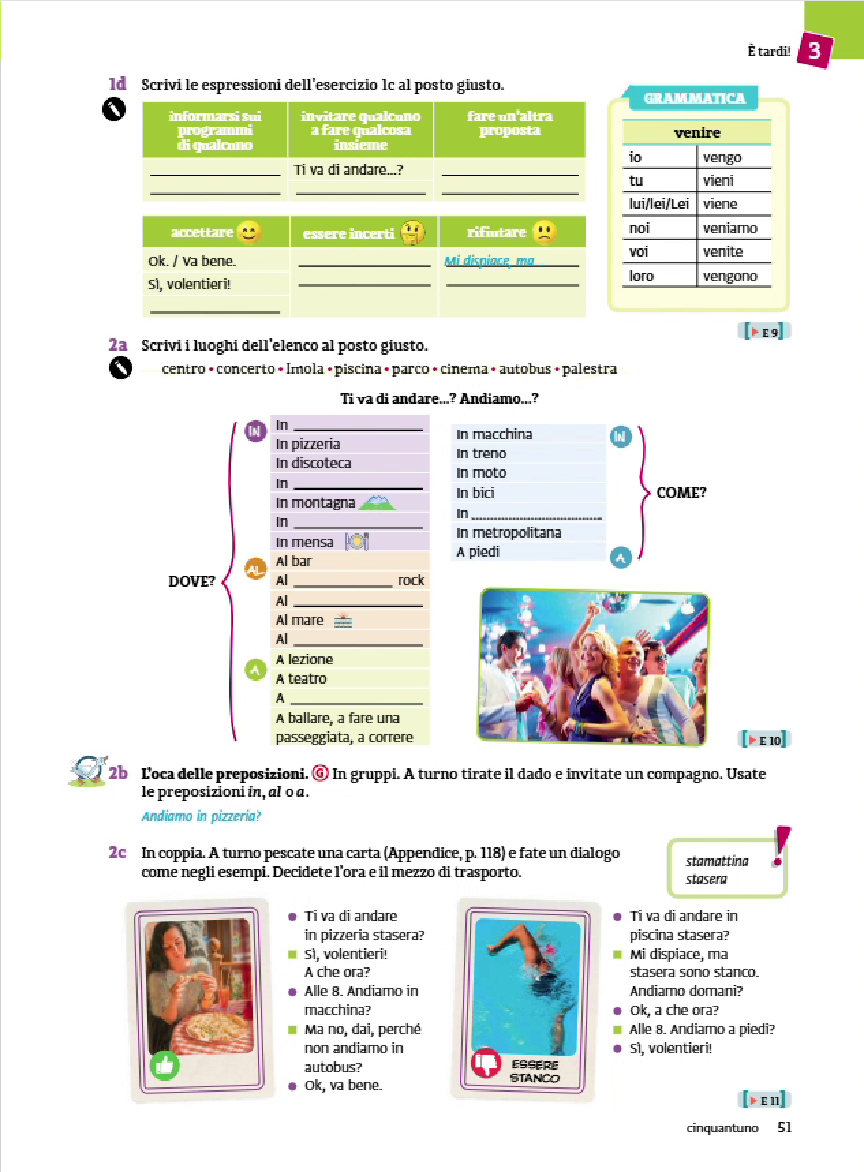 È tardi! 3
1d Scrivi le espressioni dell'esercizio 1c al posto giusto.
informarsi sui programmi di qualcuno
invitare qualcuno a fare qualcosa insieme
fare un'altra proposta
Ti va di andare...?
accettare
essere incerti
rifiutare
Ok. / Va bene.
Mi dispiace, ma
Sì, volentieri!
GRAMMATICA
venire
io vengo
tu vieni
lui/lei/Lei viene
noi veniamo
voi venite
loro vengono
E 9
2a Scrivi i luoghi dell'elenco al posto giusto.
centro • concerto • Imola • piscina • parco • cinema • autobus • palestra
Ti va di andare...? Andiamo...?
DOVE?
IN
In
In pizzeria
In discoteca
In
In montagna
In
In mensa
AL
Al bar
Al rock
Al
Al mare
Al
A
A lezione
A teatro
A
A ballare, a fare una
passeggiata, a correre
In macchina
In treno
In moto
In bici
In
In metropolitana
A piedi
IN
A
COME?
E 10
2b L'oca delle preposizioni. G In gruppi. A turno tirate il dado e invitate un compagno. Usate
le preposizioni in, al o a.
Andiamo in pizzeria?
2c In coppia. A turno pescate una carta (Appendice, p. 118) e fate un dialogo
come negli esempi. Decidete l'ora e il mezzo di trasporto.
!
stamattina
stasera
Ti va di andare
in pizzeria stasera?
Sì, volentieri!
A che ora?
Alle 8. Andiamo in
macchina?
Ma no, dai, perché
non andiamo in
autobus?
Ok, va bene.
ESSERE
STANCO
Ti va di andare in
piscina stasera?
Mi dispiace, ma
stasera sono stanco.
Andiamo domani?
Ok, a che ora?
Alle 8. Andiamo a piedi?
Sì, volentieri!
E 11
cinquantuno 51